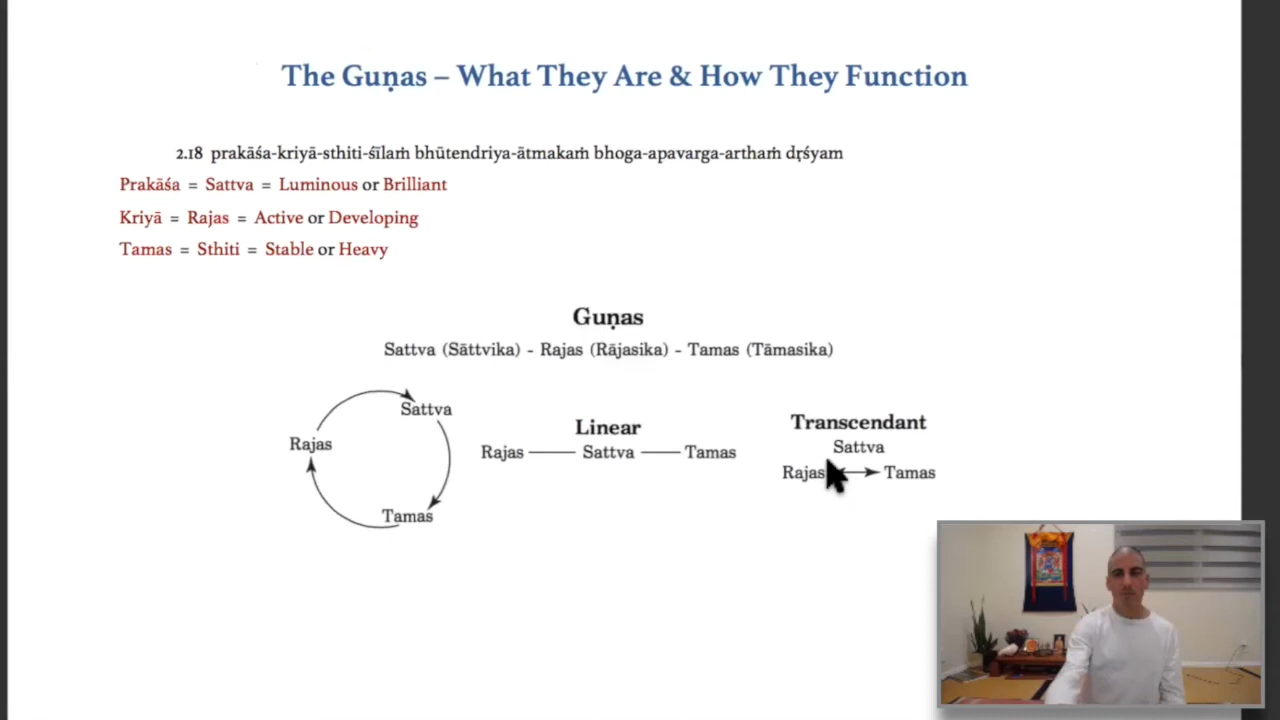 The Guṇas – What They Are & How They Function
2.18 prakāśa-kriyā-sthiti-śīlaṁ bhūtendriya-ātmakaṁ bhoga-apavarga-arthaṁ dṛśyam
Prakāśa = Sattva = Luminous or Brilliant
Kriyā = Rajas = Active or Developing
Tamas = Sthiti = Stable or Heavy
Guṇas
Sattva (Sāttvika) - Rajas (Rājasika) - Tamas (Tāmasika)
Sattva
Rajas
Tamas
Linear
Rajas Sattva Tamas
Transcendant
Sattva
Rajas Tamas